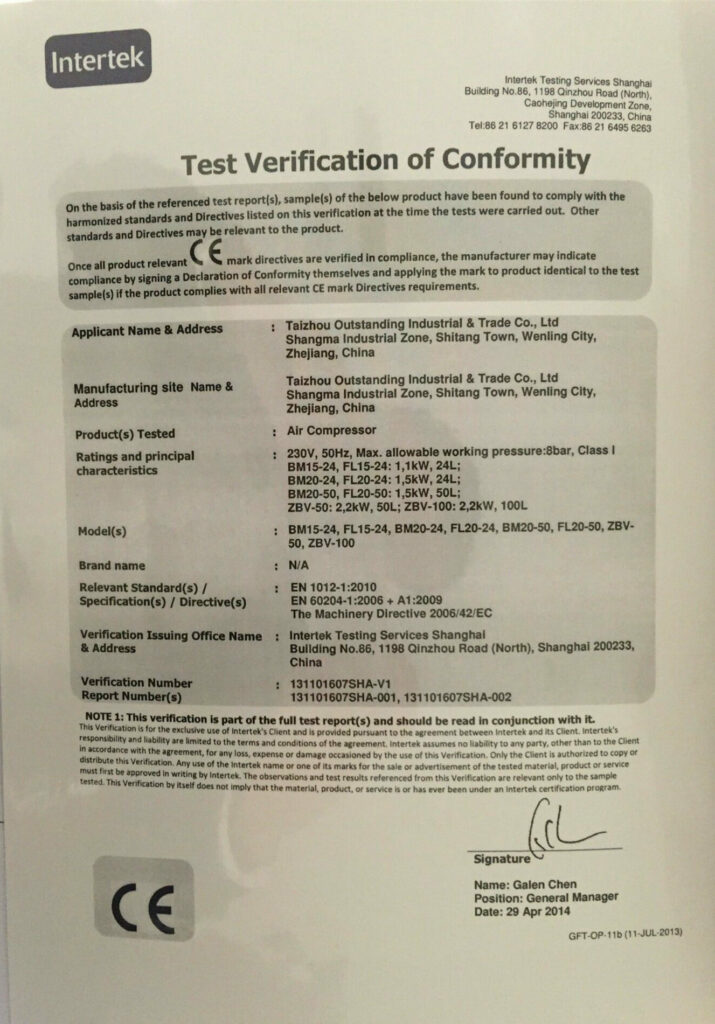 Intertek
Intertek Testing Services Shanghai
Building No.86, 1198 Qinzhou Road (North),
Caohejing Development Zone,
Shanghai 200233, China
Tel:86 21 6127 8200 Fax:86 21 6495 6263
Test Verification of Conformity
On the basis of the referenced test report(s), sample(s) of the below product have been found to comply with the
harmonized standards and Directives listed on this verification at the time the tests were carried out. Other
standards and Directives may be relevant to the product.
Once all product relevant CE mark directives are verified in compliance, the manufacturer may indicate
compliance by signing a Declaration of Conformity themselves and applying the mark to product identical to the test
sample(s) if the product complies with all relevant CE mark Directives requirements.
Applicant Name & Address : Taizhou Outstanding Industrial & Trade Co., Ltd
Shangma Industrial Zone, Shitang Town, Wenling City,
Zhejiang, China
Manufacturing site Name & Address : Taizhou Outstanding Industrial & Trade Co., Ltd
Shangma Industrial Zone, Shitang Town, Wenling City,
Zhejiang, China
Product(s) Tested : Air Compressor
Ratings and principal characteristics : 230V, 50Hz, Max. allowable working pressure:8bar, Class I
BM15-24, FL15-24: 1,1kW, 24L;
BM20-24, FL20-24: 1,5kW, 24L;
BM20-50, FL20-50: 1,5kW, 50L;
ZBV-50: 2,2kW, 50L; ZBV-100: 2,2kW, 100L
Model(s) : BM15-24, FL15-24, BM20-24, FL20-24, BM20-50, FL20-50, ZBV-
50, ZBV-100
Brand name : N/A
Relevant Standard(s) / Specification(s) / Directive(s) : EN 1012-1:2010
EN 60204-1:2006 + A1:2009
The Machinery Directive 2006/42/EC
Verification Issuing Office Name & Address : Intertek Testing Services Shanghai
Building No.86, 1198 Qinzhou Road (North), Shanghai 200233,
China
Verification Number : 131101607SHA-V1
Report Number(s) 131101607SHA-001, 131101607SHA-002
NOTE 1: This verification is part of the full test report(s) and should be read in conjunction with it.
This Verification is for the exclusive use of Intertek's Client and is provided pursuant to the agreement between Intertek and its Client. Intertek's
responsibility and liability are limited to the terms and conditions of the agreement. Intertek assumes no liability to any party, other than to the Client
in accordance with the agreement, for any loss, expense or damage occasioned by the use of this Verification. Only the Client is authorized to copy or
distribute this Verification. Any use of the Intertek name or one of its marks for the sale or advertisement of the tested material, product or service
must first be approved in writing by Intertek. The observations and test results referenced from this Verification are relevant only to the sample
tested. This Verification by itself does not imply that the material, product, or service is or has ever been under an Intertek certification program.
Signature
Name: Galen Chen
Position: General Manager
Date: 29 Apr 2014
CE
GFT-OP-11b (11-JUL-2013)